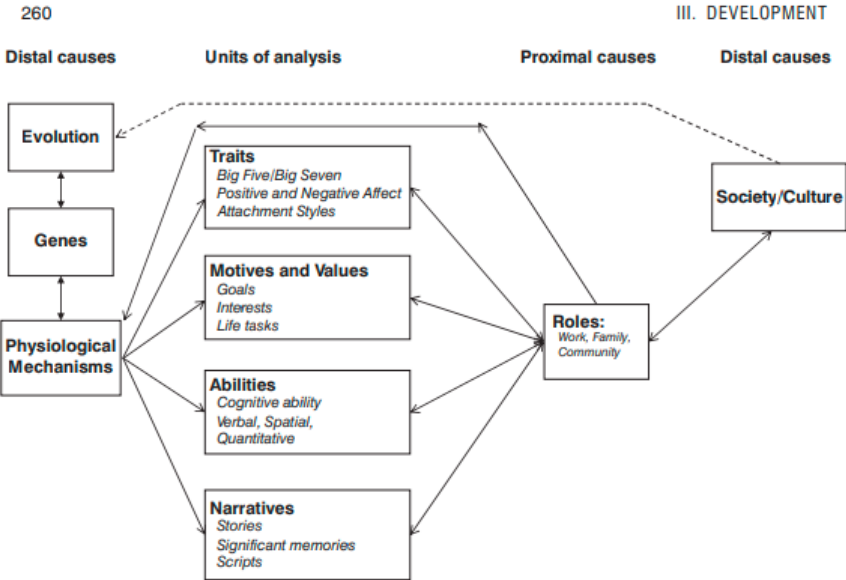 260
III. DEVELOPMENT
Distal causes
Units of analysis
Proximal causes
Distal causes
Evolution
Genes
Physiological
Mechanisms
Traits
Big Five/Big Seven
Positive and Negative Affect
Attachment Styles
Motives and Values
Goals
Interests
Life tasks
Abilities
Cognitive ability
Verbal, Spatial,
Quantitative
Narratives
Stories
Significant memories
Scripts
Roles:
Work, Family,
Community
Society/Culture